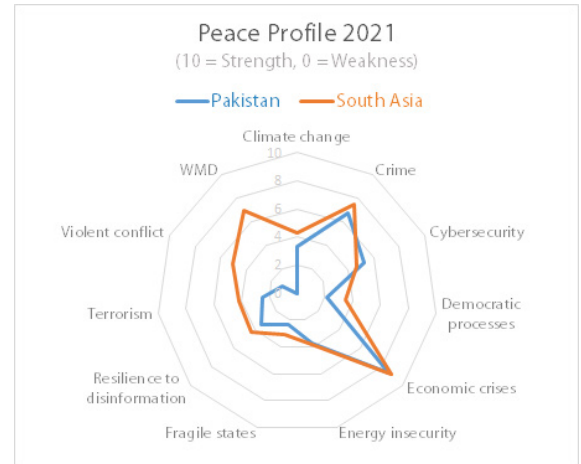 Peace Profile 2021
(10 = Strength, 0 = Weakness)
Pakistan South Asia
Climate change
10
8
6
4
2
0
WMD
Crime
Violent conflict
Cybersecurity
Terrorism
Democratic
processes
Resilience to
disinformation
Economic crises
Fragile states
Energy insecurity